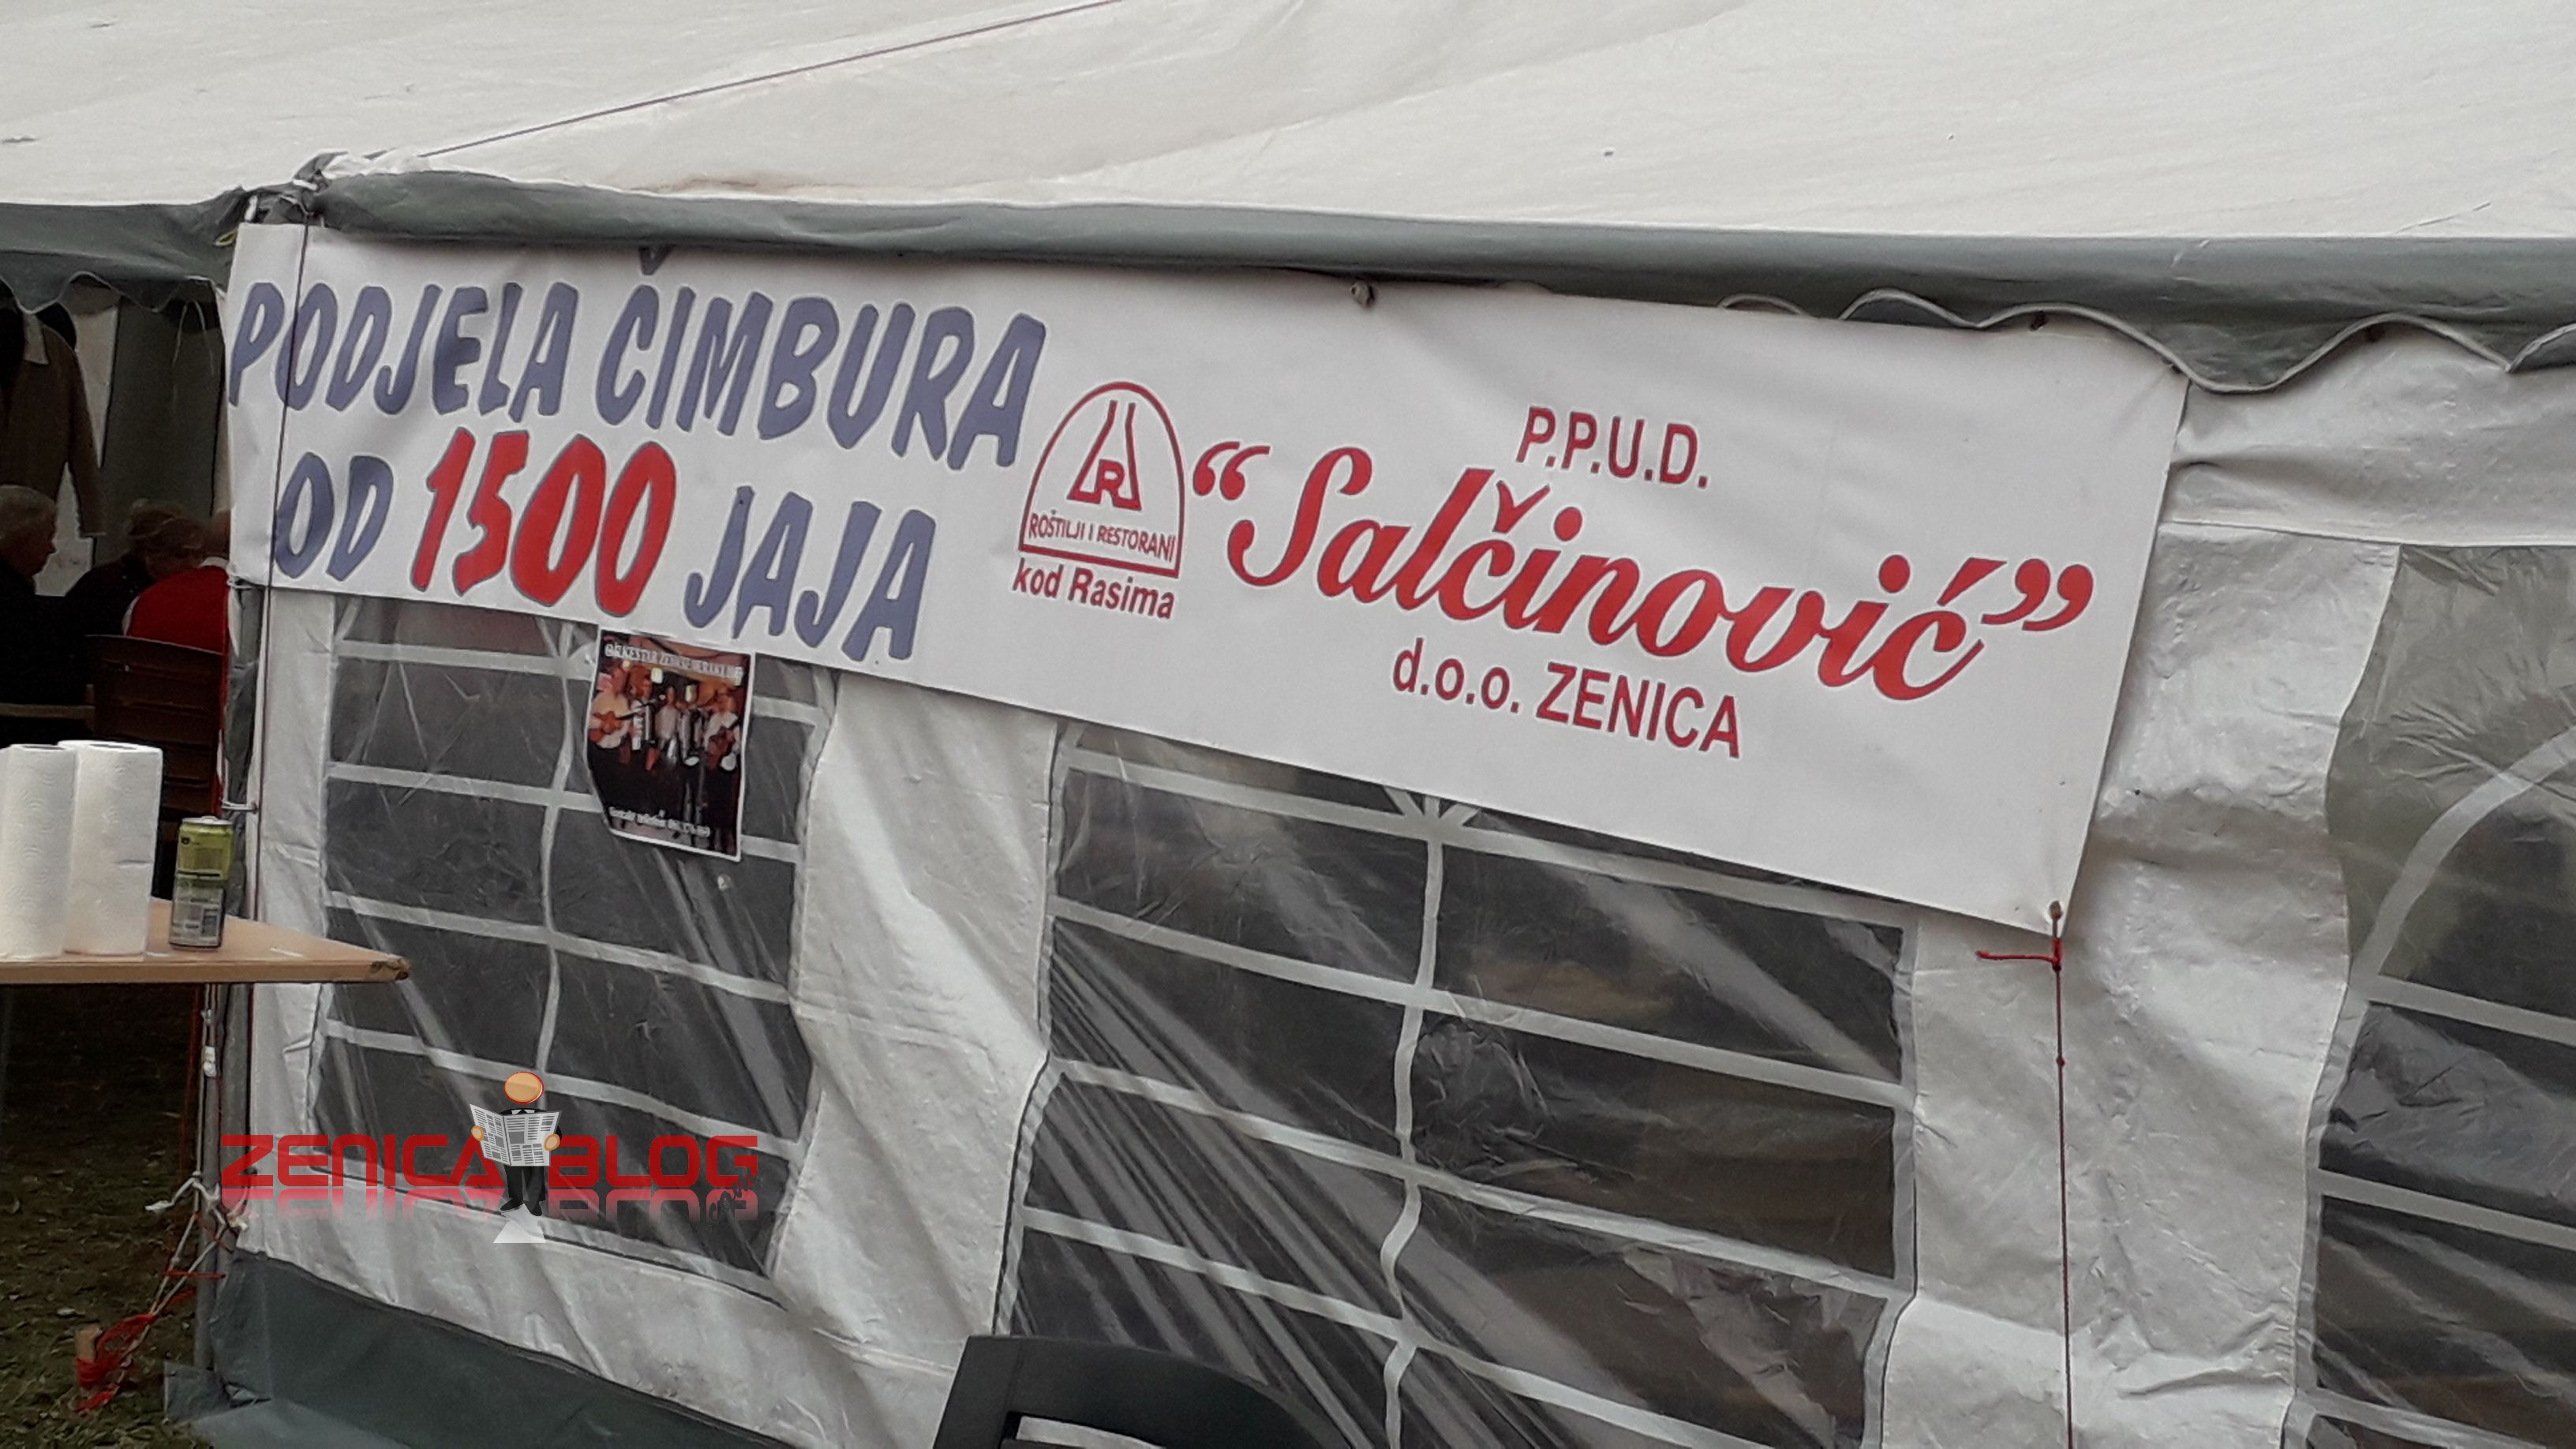 PODJELA ČIMBURA
OD 1500 JAJA
R
ROŠTILJI I RESTORANI
kod Rasima
P.P.U.D.
“Salčinović”
d.o.o. ZENICA
ZENICA BLOG